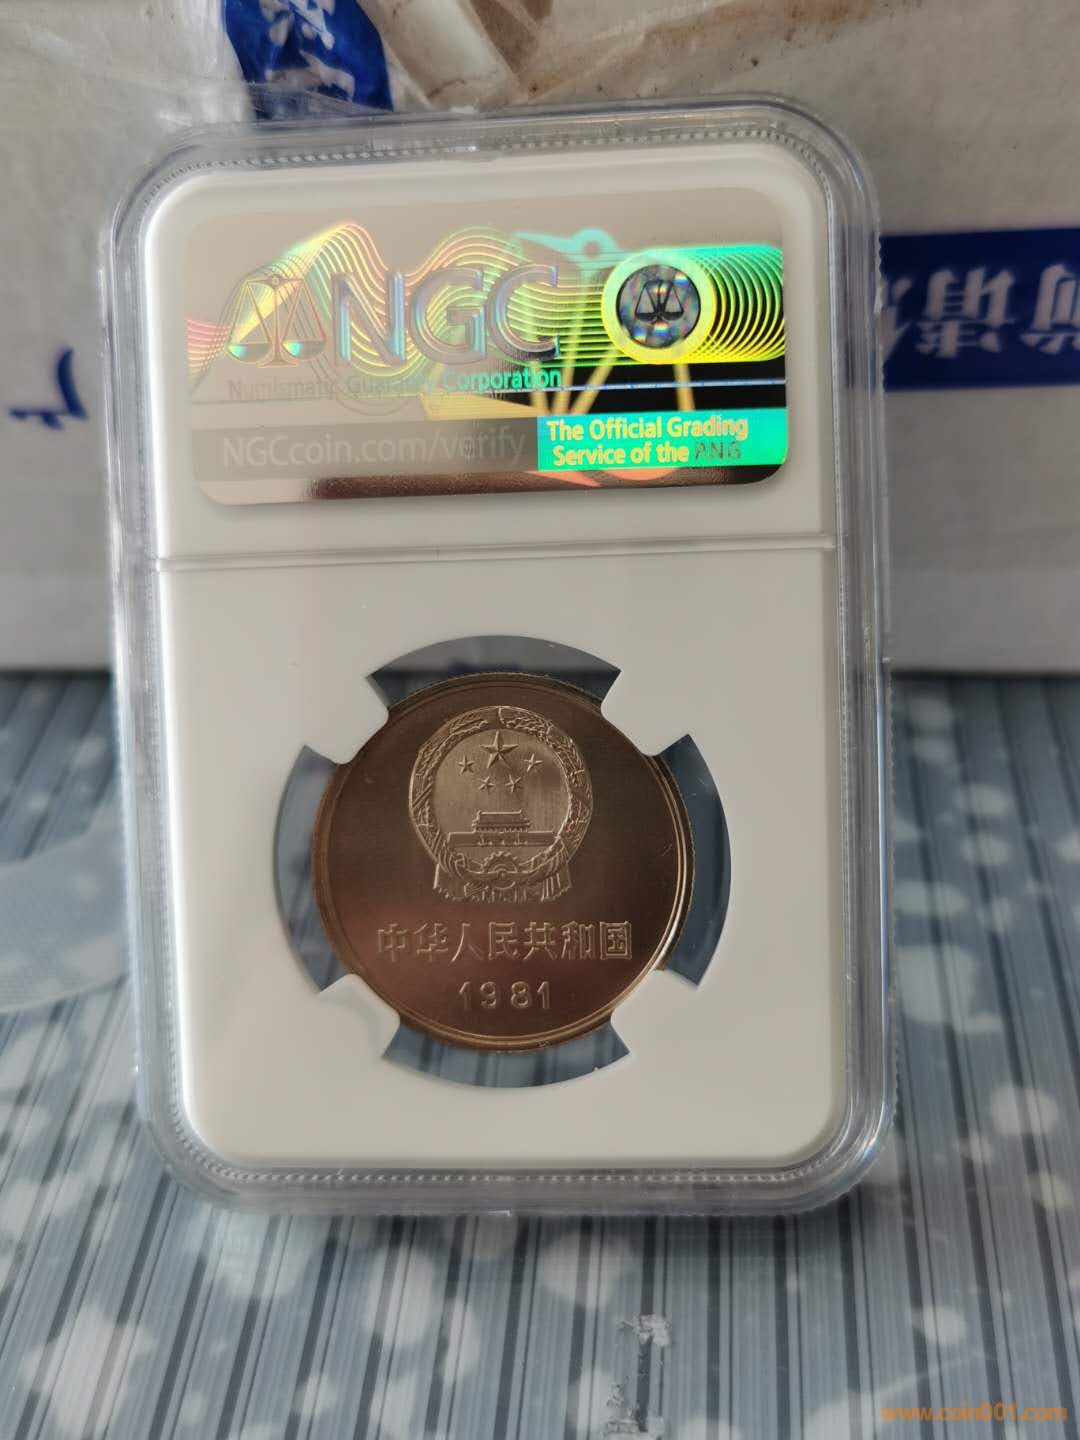 NGC
Numismatic Guaranty Corporation
NGCcoin.com/verify
The Official Grading
Service of the PNG
中华人民共和国
1981
www.coin001.com